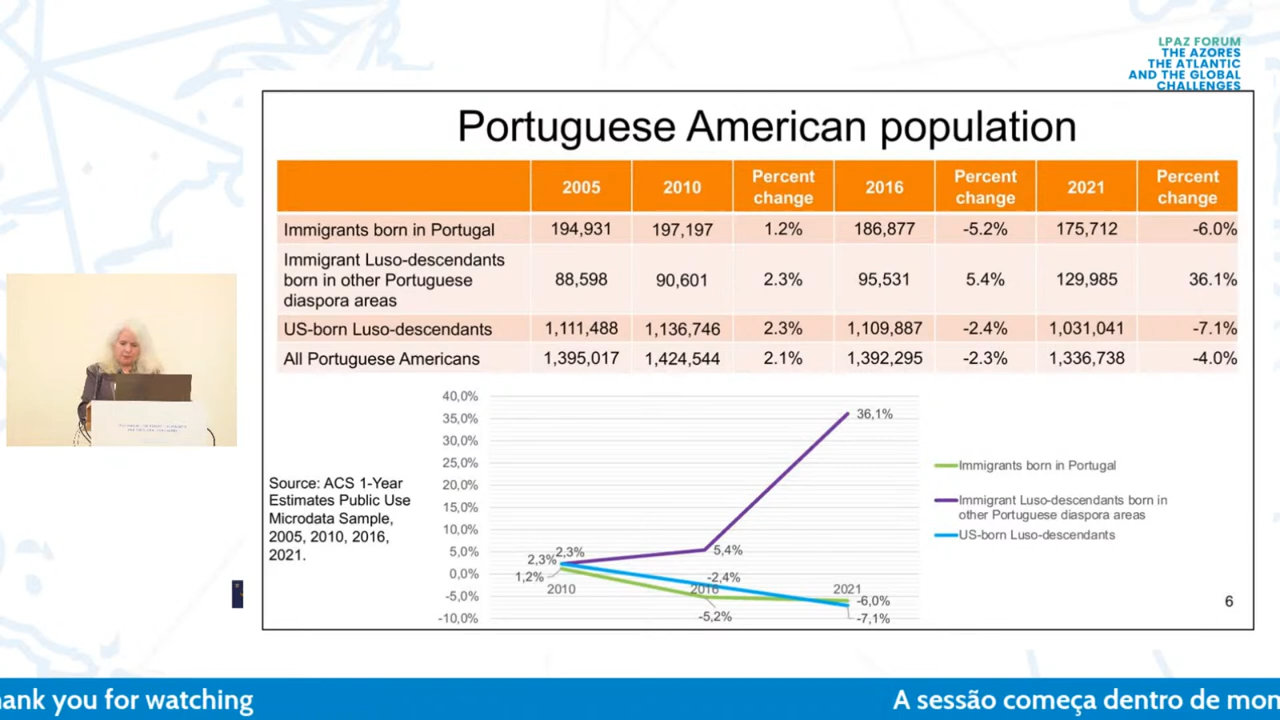 LPAZ FORUM
THE AZORES
THE ATLANTIC
AND THE GLOBAL
CHALLENGES
Portuguese American population
2005 2010 Percent change 2016 Percent change 2021 Percent change
Immigrants born in Portugal 194,931 197,197 1.2% 186,877 -5.2% 175,712 -6.0%
Immigrant Luso-descendants
born in other Portuguese
diaspora areas
88,598 90,601 2.3% 95,531 5.4% 129,985 36.1%
US-born Luso-descendants 1,111,488 1,136,746 2.3% 1,109,887 -2.4% 1,031,041 -7.1%
All Portuguese Americans 1,395,017 1,424,544 2.1% 1,392,295 -2.3% 1,336,738 -4.0%
Source: ACS 1-Year
Estimates Public Use
Microdata Sample,
2005, 2010, 2016,
2021.
40,0%
35,0%
30,0%
25,0%
20,0%
15,0%
10,0%
5,0%
0,0%
-5,0%
-10,0%
36,1%
2,3%
2,3%
5,4%
1,2%
-2,4%
2010 2016 2021
-6,0%
-5,2%
-7,1%
Immigrants born in Portugal
Immigrant Luso-descendants born in
other Portuguese diaspora areas
US-born Luso-descendants
6
hank you for watching
A sessão começa dentro de mon